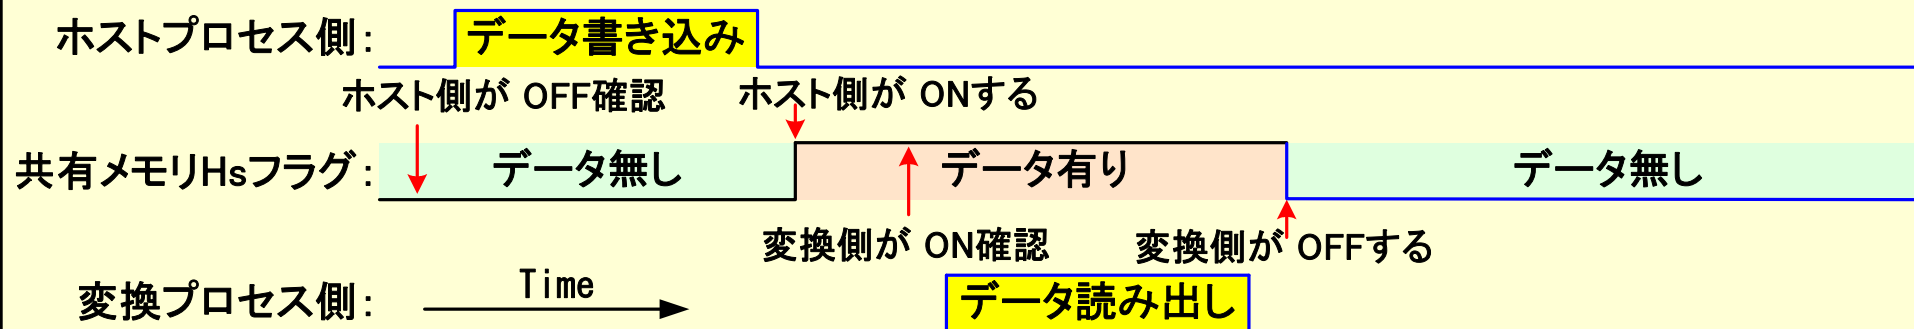 ホストプロセス側：データ書き込み
ホスト側が OFF確認 ホスト側が ONする
共有メモリHsフラグ：データ無し データ有り データ無し
変換側が ON確認 変換側が OFFする
変換プロセス側： Time データ読み出し